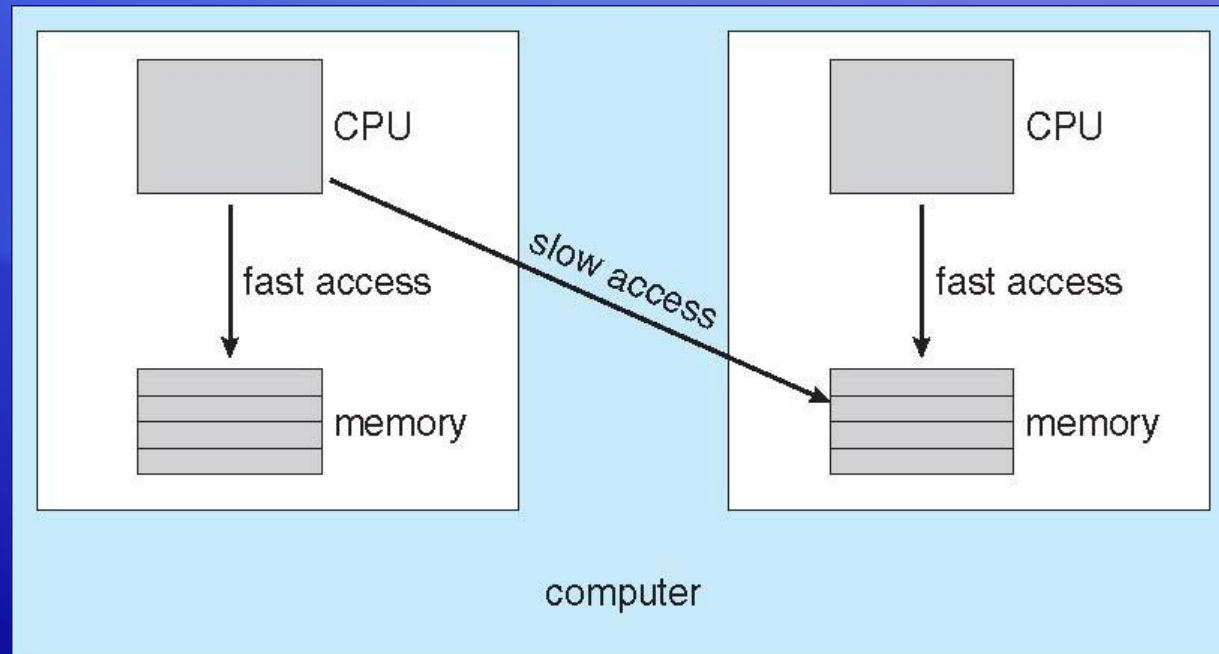 CPU
fast access
memory
slow access
CPU
fast access
memory
computer